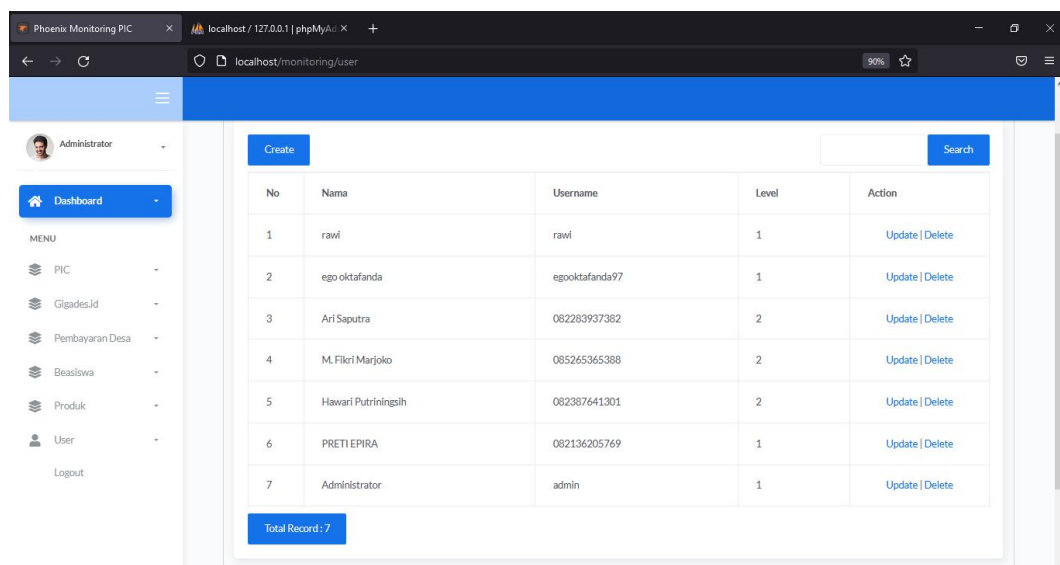 Phoenix Monitoring PIC
localhost / 127.0.0.1 | phpMyAd
localhost/monitoring/user
90%
Administrator
Dashboard
MENU
PIC
Gigades.id
Pembayaran Desa
Beasiswa
Produk
User
Logout
Create
Search
No Nama Username Level Action
1 rawi rawi 1 Update | Delete
2 ego oktafanda egooktafanda97 1 Update | Delete
3 Ari Saputra 082283937382 2 Update | Delete
4 M. Fikri Marjoko 085265365388 2 Update | Delete
5 Hawari Putriningsih 082387641301 2 Update | Delete
6 PRETI EPIRA 082136205769 1 Update | Delete
7 Administrator admin 1 Update | Delete
Total Record : 7